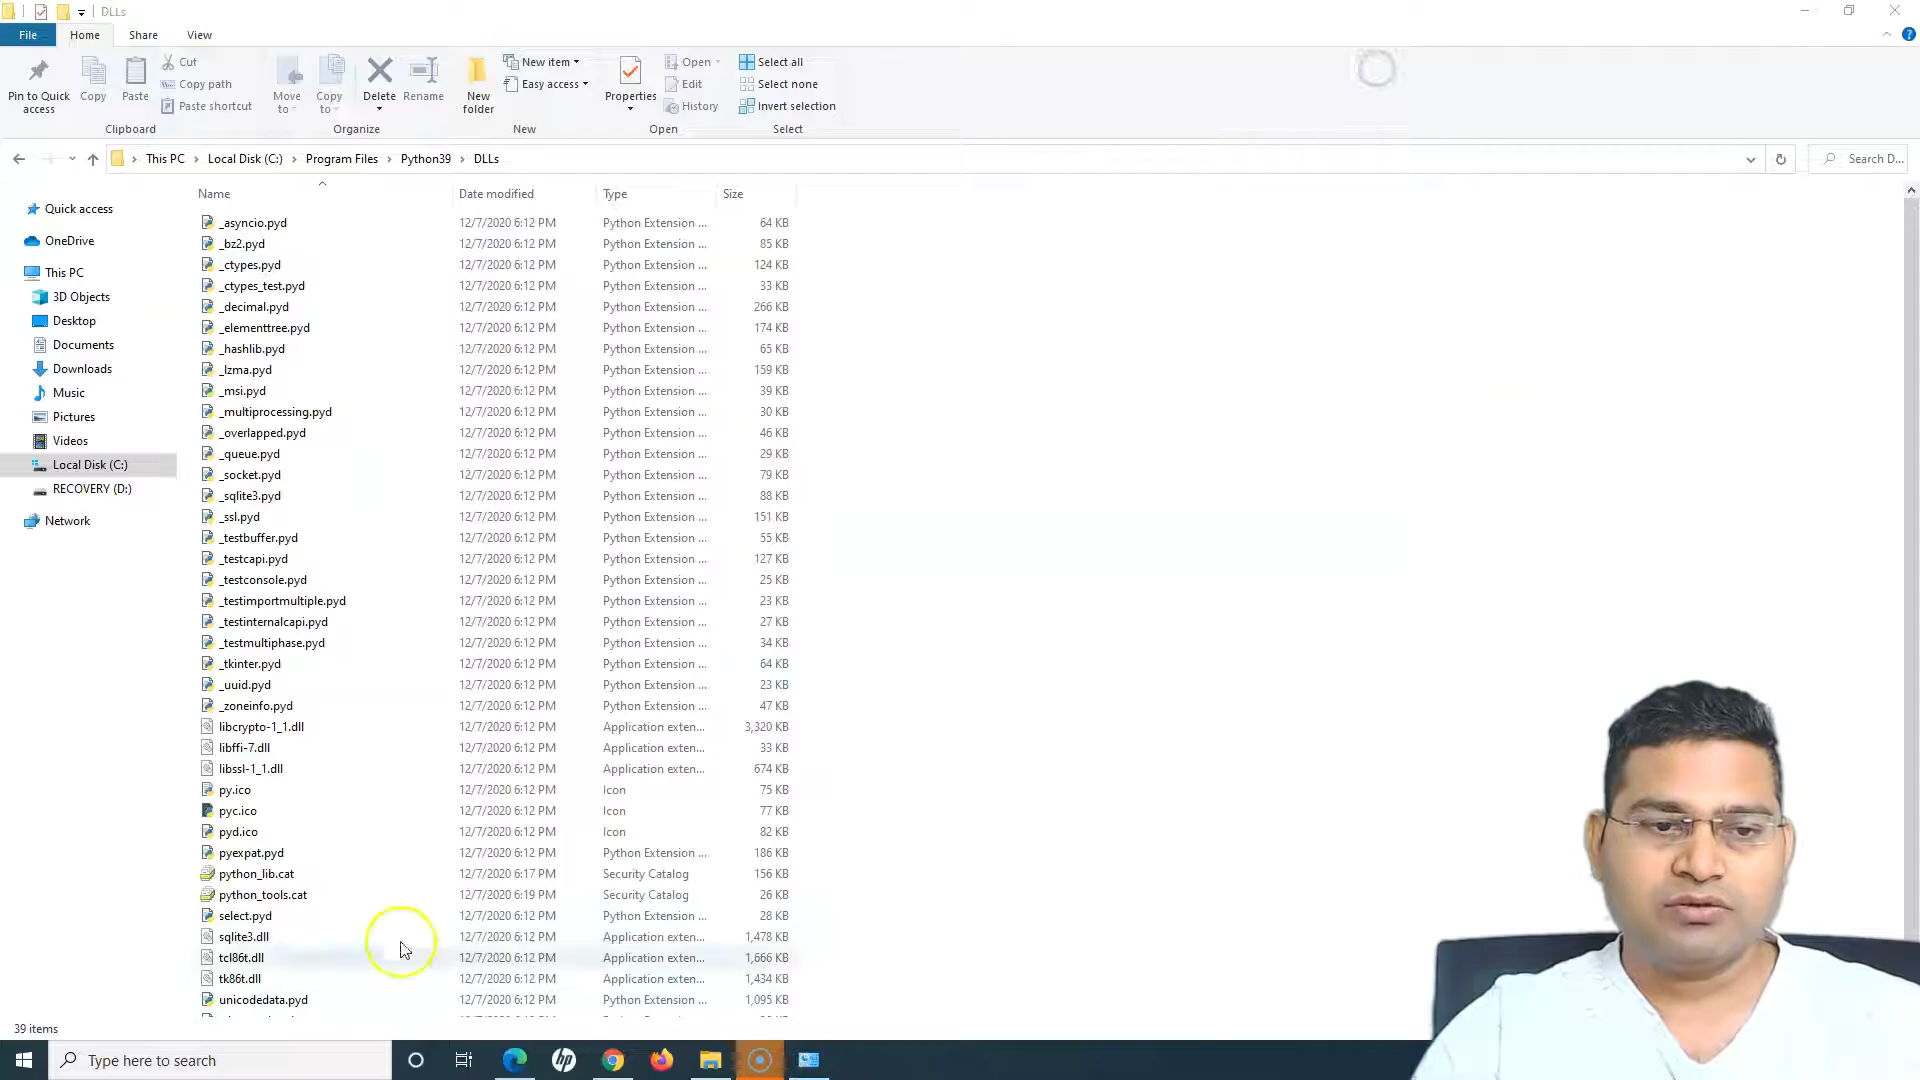 DLLs
File Home Share View
Pin to Quick access
Copy
Paste
Cut
Copy path
Paste shortcut
Clipboard
Move to
Copy to
Delete
Rename
Organize
New folder
New item
Easy access
New
Properties
Open
Edit
History
Open
Select all
Select none
Invert selection
Select
This PC > Local Disk (C:) > Program Files > Python39 > DLLs
Search D...
Quick access
OneDrive
This PC
3D Objects
Desktop
Documents
Downloads
Music
Pictures
Videos
Local Disk (C:)
RECOVERY (D:)
Network
Name Date modified Type Size
_asyncio.pyd 12/7/2020 6:12 PM Python Extension ... 64 KB
_bz2.pyd 12/7/2020 6:12 PM Python Extension ... 85 KB
_ctypes.pyd 12/7/2020 6:12 PM Python Extension ... 124 KB
_ctypes_test.pyd 12/7/2020 6:12 PM Python Extension ... 33 KB
_decimal.pyd 12/7/2020 6:12 PM Python Extension ... 266 KB
_elementtree.pyd 12/7/2020 6:12 PM Python Extension ... 174 KB
_hashlib.pyd 12/7/2020 6:12 PM Python Extension ... 65 KB
_lzma.pyd 12/7/2020 6:12 PM Python Extension ... 159 KB
_msi.pyd 12/7/2020 6:12 PM Python Extension ... 39 KB
_multiprocessing.pyd 12/7/2020 6:12 PM Python Extension ... 30 KB
_overlapped.pyd 12/7/2020 6:12 PM Python Extension ... 46 KB
_queue.pyd 12/7/2020 6:12 PM Python Extension ... 29 KB
_socket.pyd 12/7/2020 6:12 PM Python Extension ... 79 KB
_sqlite3.pyd 12/7/2020 6:12 PM Python Extension ... 88 KB
_ssl.pyd 12/7/2020 6:12 PM Python Extension ... 151 KB
_testbuffer.pyd 12/7/2020 6:12 PM Python Extension ... 55 KB
_testcapi.pyd 12/7/2020 6:12 PM Python Extension ... 127 KB
_testconsole.pyd 12/7/2020 6:12 PM Python Extension ... 25 KB
_testimportmultiple.pyd 12/7/2020 6:12 PM Python Extension ... 23 KB
_testinternalcapi.pyd 12/7/2020 6:12 PM Python Extension ... 27 KB
_testmultiphase.pyd 12/7/2020 6:12 PM Python Extension ... 34 KB
_tkinter.pyd 12/7/2020 6:12 PM Python Extension ... 64 KB
_uuid.pyd 12/7/2020 6:12 PM Python Extension ... 23 KB
_zoneinfo.pyd 12/7/2020 6:12 PM Python Extension ... 47 KB
libcrypto-1_1.dll 12/7/2020 6:12 PM Application exten... 3,320 KB
libffi-7.dll 12/7/2020 6:12 PM Application exten... 33 KB
libssl-1_1.dll 12/7/2020 6:12 PM Application exten... 674 KB
py.ico 12/7/2020 6:12 PM Icon 75 KB
pyc.ico 12/7/2020 6:12 PM Icon 77 KB
pyd.ico 12/7/2020 6:12 PM Icon 82 KB
pyexpat.pyd 12/7/2020 6:12 PM Python Extension ... 186 KB
python_lib.cat 12/7/2020 6:17 PM Security Catalog 156 KB
python_tools.cat 12/7/2020 6:19 PM Security Catalog 26 KB
select.pyd 12/7/2020 6:12 PM Python Extension ... 28 KB
sqlite3.dll 12/7/2020 6:12 PM Application exten... 1,478 KB
tcl86t.dll 12/7/2020 6:12 PM Application exten... 1,666 KB
tk86t.dll 12/7/2020 6:12 PM Application exten... 1,434 KB
unicodedata.pyd 12/7/2020 6:12 PM Python Extension ... 1,095 KB
39 items
Type here to search
hp